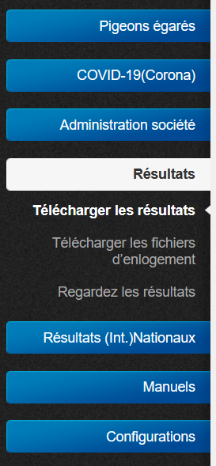 Pigeons égarés
COVID-19(Corona)
Administration société
Résultats
Télécharger les résultats
Télécharger les fichiers
d'enlogement
Regardez les résultats
Résultats (Int.)Nationaux
Manuels
Configurations